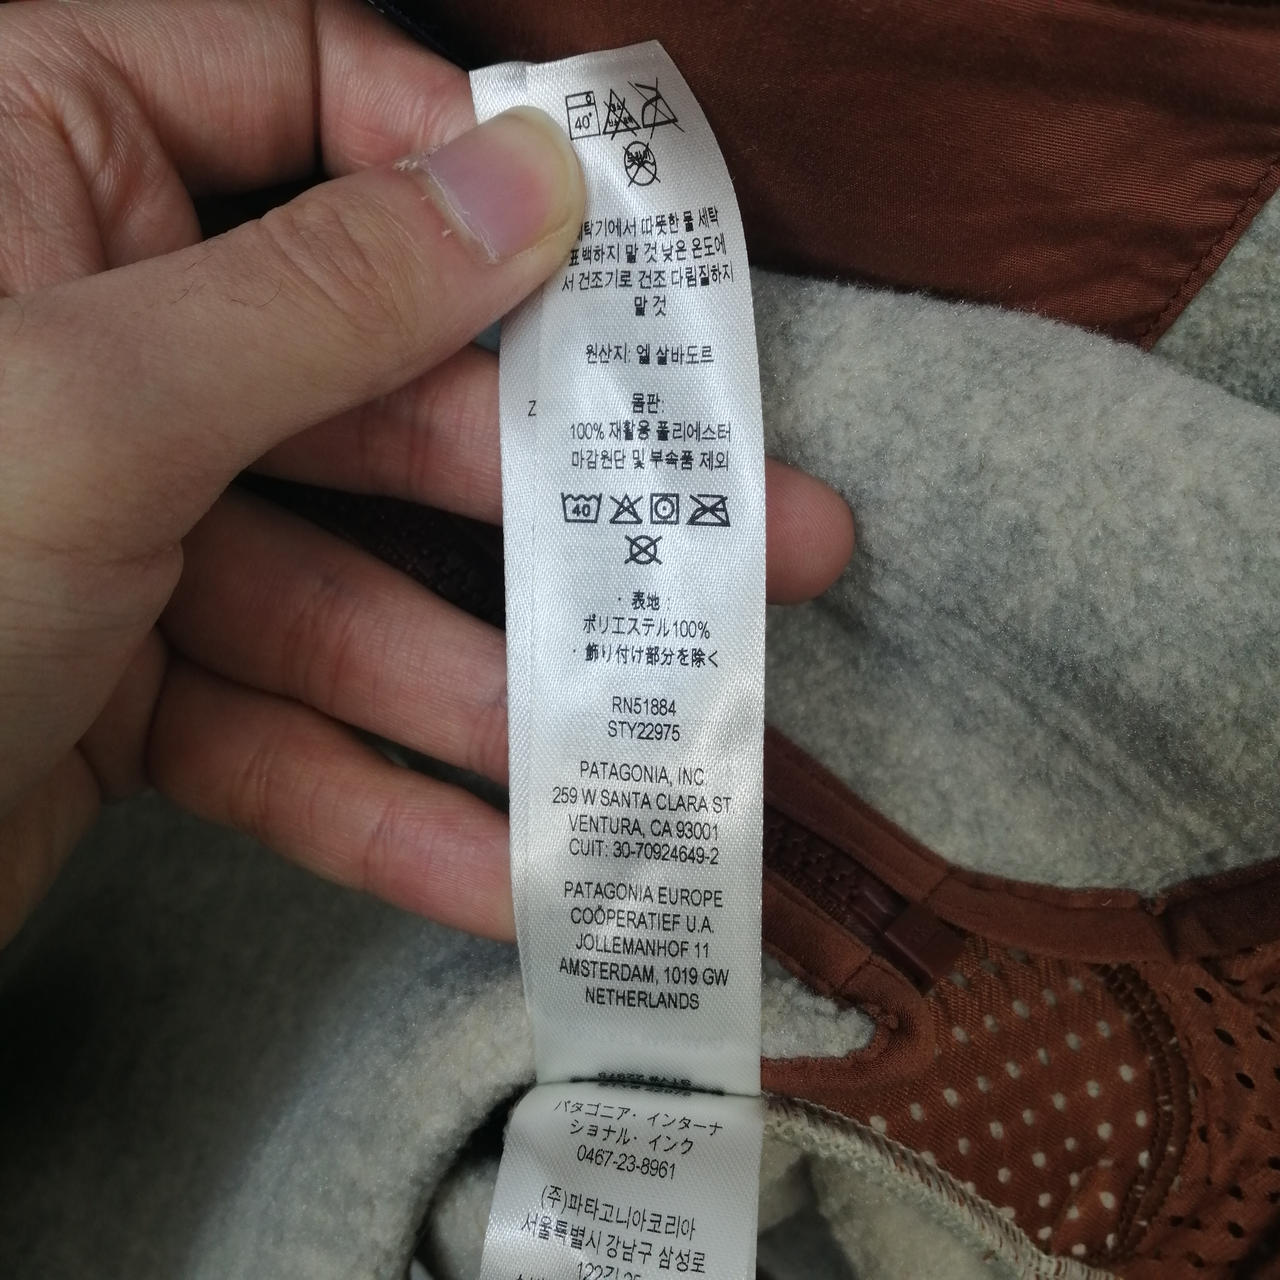 40°
탁기에서 따뜻한 물 세탁
표백하지 말 것 낮은 온도에
서 건조기로 건조 다림질하지
말 것
원산지: 엘 살바도르
Z
몸판:
100% 재활용 폴리에스터
마감원단 및 부속품 제외
40
· 表地 :
ポリエステル100%
· 飾り付け部分を除く
RN51884
STY22975
PATAGONIA, INC
259 W SANTA CLARA ST.
VENTURA, CA 93001
CUIT: 30-70924649-2
PATAGONIA EUROPE
COÖPERATIEF U.A.
JOLLEMANHOF 11
AMSTERDAM, 1019 GW
NETHERLANDS
パタゴニア・インターナ
ショナル・インク
0467-23-8961
(주)파타고니아코리아
서울특별시 강남구 삼성로